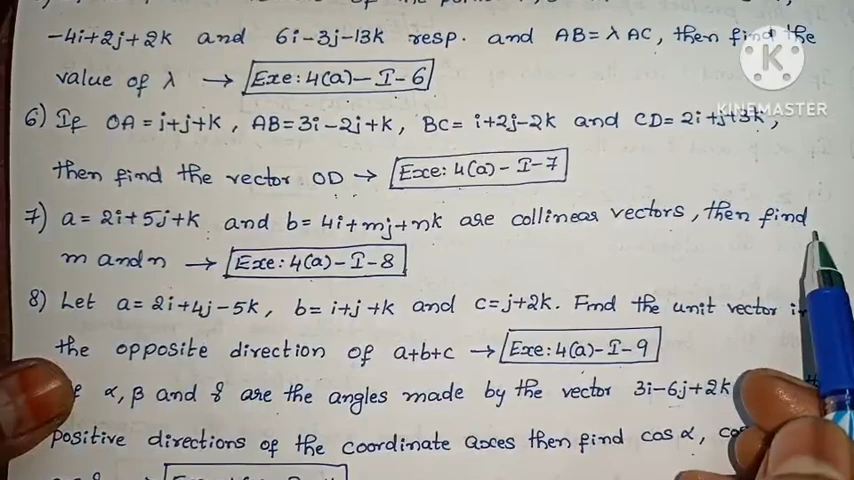 -4i+2j+2k and 6i-3j-13k resp. and AB=λAC, then find the
value of λ → Exe: 4(a)-I-6
K
KINEMASTER
6) If OA=i+j+k, AB=3i-2j+k, BC=i+2j-2k and CD=2i+j+3k,
then find the vector OD → Exe: 4(a)-I-7
7) a=2i+5j+k and b=4i+mj+nk are collinear vectors, then find
m and n → Exe: 4(a)-I-8
8) Let a=2i+4j-5k, b=i+j+k and c=j+2k. Find the unit vector in
the opposite direction of a+b+c → Exe: 4(a)-I-9
α, β and γ are the angles made by the vector 3i-6j+2k
positive directions of the coordinate axes then find cos α,